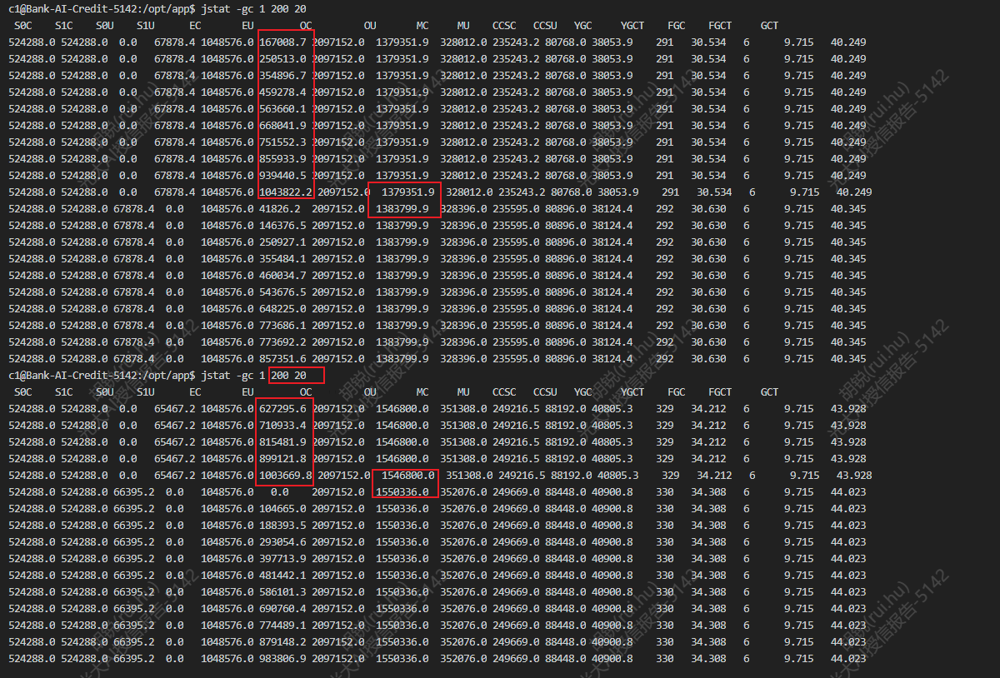 c1@Bank-AI-Credit-5142:/opt/app$ jstat -gc 1 200 20
S0C S1C S0U S1U EC EU OC OU MC MU CCSC CCSU YGC YGCT FGC FGCT GCT
524288.0 524288.0 0.0 67878.4 1048576.0 167008.7 2097152.0 1379351.9 328012.0 235243.2 80768.0 38053.9 291 30.534 6 9.715 40.249
524288.0 524288.0 0.0 67878.4 1048576.0 250513.0 2097152.0 1379351.9 328012.0 235243.2 80768.0 38053.9 291 30.534 6 9.715 40.249
524288.0 524288.0 0.0 67878.4 1048576.0 354896.7 2097152.0 1379351.9 328012.0 235243.2 80768.0 38053.9 291 30.534 6 9.715 40.249
524288.0 524288.0 0.0 67878.4 1048576.0 459278.4 2097152.0 1379351.9 328012.0 235243.2 80768.0 38053.9 291 30.534 6 9.715 40.249
524288.0 524288.0 0.0 67878.4 1048576.0 563660.1 2097152.0 1379351.9 328012.0 235243.2 80768.0 38053.9 291 30.534 6 9.715 40.249
524288.0 524288.0 0.0 67878.4 1048576.0 668041.9 2097152.0 1379351.9 328012.0 235243.2 80768.0 38053.9 291 30.534 6 9.715 40.249
524288.0 524288.0 0.0 67878.4 1048576.0 751552.3 2097152.0 1379351.9 328012.0 235243.2 80768.0 38053.9 291 30.534 6 9.715 40.249
524288.0 524288.0 0.0 67878.4 1048576.0 855933.9 2097152.0 1379351.9 328012.0 235243.2 80768.0 38053.9 291 30.534 6 9.715 40.249
524288.0 524288.0 0.0 67878.4 1048576.0 939440.5 2097152.0 1379351.9 328012.0 235243.2 80768.0 38053.9 291 30.534 6 9.715 40.249
524288.0 524288.0 0.0 67878.4 1048576.0 1043822.2 2097152.0 1379351.9 328012.0 235243.2 80768.0 38053.9 291 30.534 6 9.715 40.249
524288.0 524288.0 67878.4 0.0 1048576.0 41826.2 2097152.0 1383799.9 328396.0 235595.0 80896.0 38124.4 292 30.630 6 9.715 40.345
524288.0 524288.0 67878.4 0.0 1048576.0 146376.5 2097152.0 1383799.9 328396.0 235595.0 80896.0 38124.4 292 30.630 6 9.715 40.345
524288.0 524288.0 67878.4 0.0 1048576.0 250927.1 2097152.0 1383799.9 328396.0 235595.0 80896.0 38124.4 292 30.630 6 9.715 40.345
524288.0 524288.0 67878.4 0.0 1048576.0 355484.1 2097152.0 1383799.9 328396.0 235595.0 80896.0 38124.4 292 30.630 6 9.715 40.345
524288.0 524288.0 67878.4 0.0 1048576.0 460034.7 2097152.0 1383799.9 328396.0 235595.0 80896.0 38124.4 292 30.630 6 9.715 40.345
524288.0 524288.0 67878.4 0.0 1048576.0 543676.5 2097152.0 1383799.9 328396.0 235595.0 80896.0 38124.4 292 30.630 6 9.715 40.345
524288.0 524288.0 67878.4 0.0 1048576.0 648225.0 2097152.0 1383799.9 328396.0 235595.0 80896.0 38124.4 292 30.630 6 9.715 40.345
524288.0 524288.0 67878.4 0.0 1048576.0 773686.1 2097152.0 1383799.9 328396.0 235595.0 80896.0 38124.4 292 30.630 6 9.715 40.345
524288.0 524288.0 67878.4 0.0 1048576.0 773692.2 2097152.0 1383799.9 328396.0 235595.0 80896.0 38124.4 292 30.630 6 9.715 40.345
524288.0 524288.0 67878.4 0.0 1048576.0 857351.6 2097152.0 1383799.9 328396.0 235595.0 80896.0 38124.4 292 30.630 6 9.715 40.345
c1@Bank-AI-Credit-5142:/opt/app$ jstat -gc 1 200 20
S0C S1C S0U S1U EC EU OC OU MC MU CCSC CCSU YGC YGCT FGC FGCT GCT
524288.0 524288.0 0.0 65467.2 1048576.0 627295.6 2097152.0 1546800.0 351308.0 249216.5 88192.0 40805.3 329 34.212 6 9.715 43.928
524288.0 524288.0 0.0 65467.2 1048576.0 710933.4 2097152.0 1546800.0 351308.0 249216.5 88192.0 40805.3 329 34.212 6 9.715 43.928
524288.0 524288.0 0.0 65467.2 1048576.0 815481.9 2097152.0 1546800.0 351308.0 249216.5 88192.0 40805.3 329 34.212 6 9.715 43.928
524288.0 524288.0 0.0 65467.2 1048576.0 899121.8 2097152.0 1546800.0 351308.0 249216.5 88192.0 40805.3 329 34.212 6 9.715 43.928
524288.0 524288.0 0.0 65467.2 1048576.0 1003669.8 2097152.0 1546800.0 351308.0 249216.5 88192.0 40805.3 329 34.212 6 9.715 43.928
524288.0 524288.0 66395.2 0.0 1048576.0 0.0 2097152.0 1550336.0 352076.0 249669.0 88448.0 40900.8 330 34.308 6 9.715 44.023
524288.0 524288.0 66395.2 0.0 1048576.0 104665.0 2097152.0 1550336.0 352076.0 249669.0 88448.0 40900.8 330 34.308 6 9.715 44.023
524288.0 524288.0 66395.2 0.0 1048576.0 188393.5 2097152.0 1550336.0 352076.0 249669.0 88448.0 40900.8 330 34.308 6 9.715 44.023
524288.0 524288.0 66395.2 0.0 1048576.0 293054.6 2097152.0 1550336.0 352076.0 249669.0 88448.0 40900.8 330 34.308 6 9.715 44.023
524288.0 524288.0 66395.2 0.0 1048576.0 397713.9 2097152.0 1550336.0 352076.0 249669.0 88448.0 40900.8 330 34.308 6 9.715 44.023
524288.0 524288.0 66395.2 0.0 1048576.0 481442.1 2097152.0 1550336.0 352076.0 249669.0 88448.0 40900.8 330 34.308 6 9.715 44.023
524288.0 524288.0 66395.2 0.0 1048576.0 586101.3 2097152.0 1550336.0 352076.0 249669.0 88448.0 40900.8 330 34.308 6 9.715 44.023
524288.0 524288.0 66395.2 0.0 1048576.0 690760.4 2097152.0 1550336.0 352076.0 249669.0 88448.0 40900.8 330 34.308 6 9.715 44.023
524288.0 524288.0 66395.2 0.0 1048576.0 774489.1 2097152.0 1550336.0 352076.0 249669.0 88448.0 40900.8 330 34.308 6 9.715 44.023
524288.0 524288.0 66395.2 0.0 1048576.0 879148.2 2097152.0 1550336.0 352076.0 249669.0 88448.0 40900.8 330 34.308 6 9.715 44.023
524288.0 524288.0 66395.2 0.0 1048576.0 983806.9 2097152.0 1550336.0 352076.0 249669.0 88448.0 40900.8 330 34.308 6 9.715 44.023
胡锐(rui.hu)
光大AI授信报告-5142